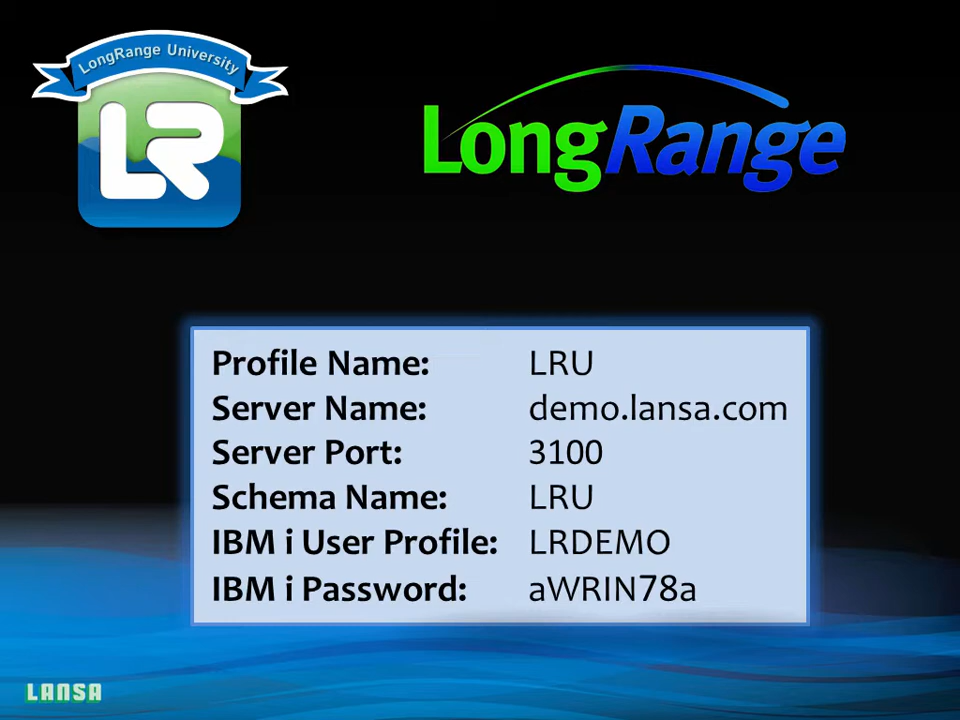 LongRange University
LR
LongRange
Profile Name: LRU
Server Name: demo.lansa.com
Server Port: 3100
Schema Name: LRU
IBM i User Profile: LRDEMO
IBM i Password: aWRIN78a
LANSA